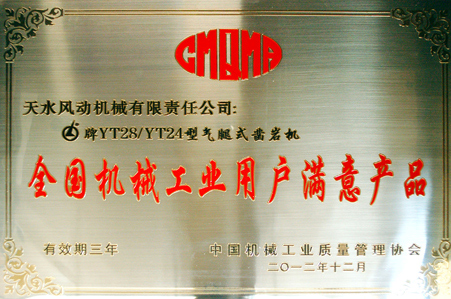 CMQMA
天水风动机械有限责任公司:
牌YT28/YT24型气腿式凿岩机
全国机械工业用户满意产品
有效期三年
中国机械工业质量管理协会
二〇一二年十二月